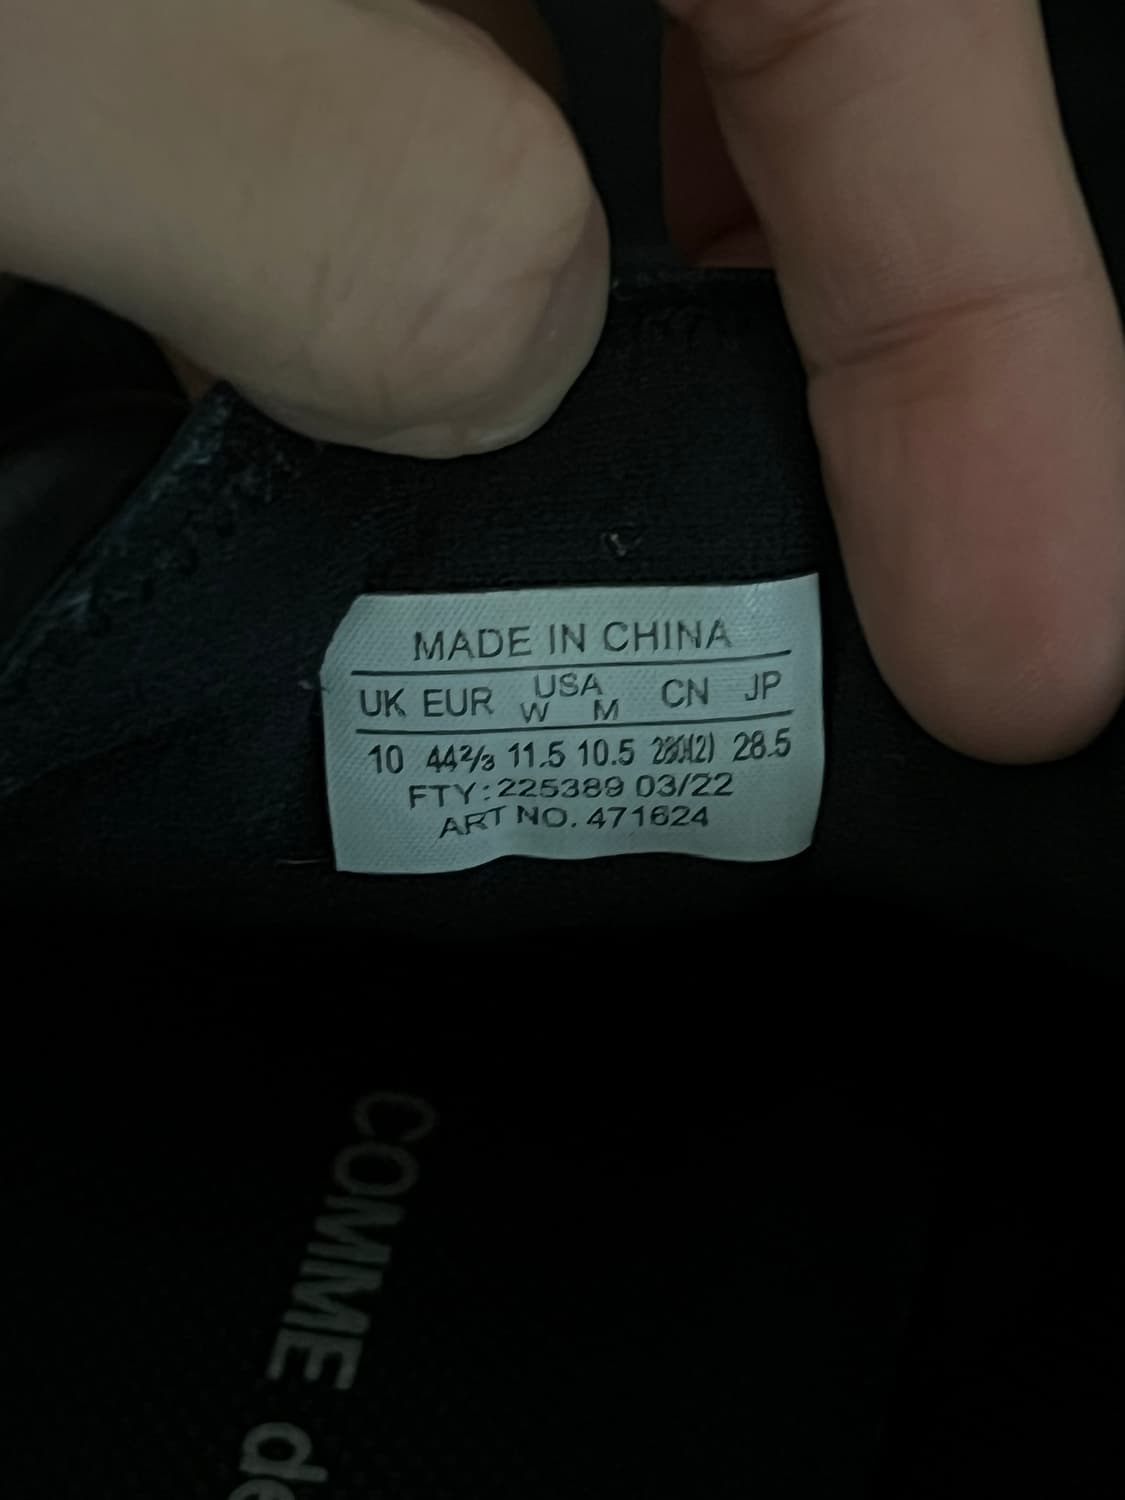 MADE IN CHINA
UK EUR USA W M CN JP
10 44⅔ 11.5 10.5 280(2) 28.5
FTY: 225389 03/22
ART NO. 471624
COMME de